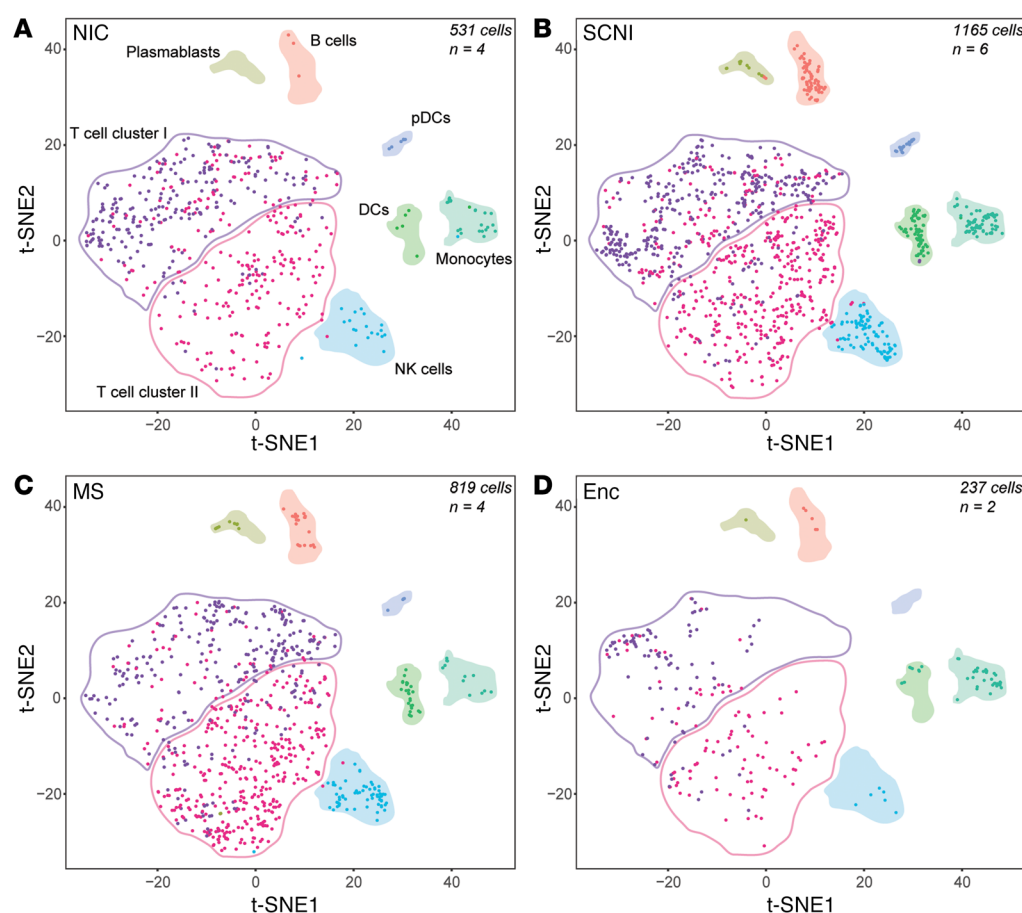 A NIC 531 cells
n = 4
Plasmablasts
B cells
T cell cluster I
pDCs
DCs
Monocytes
NK cells
T cell cluster II
40
20
0
−20
t-SNE2
−20 0 20 40
t-SNE1
B SCNI 1165 cells
n = 6
40
20
0
−20
t-SNE2
−20 0 20 40
t-SNE1
C MS 819 cells
n = 4
40
20
0
−20
t-SNE2
−20 0 20 40
t-SNE1
D Enc 237 cells
n = 2
40
20
0
−20
t-SNE2
−20 0 20 40
t-SNE1